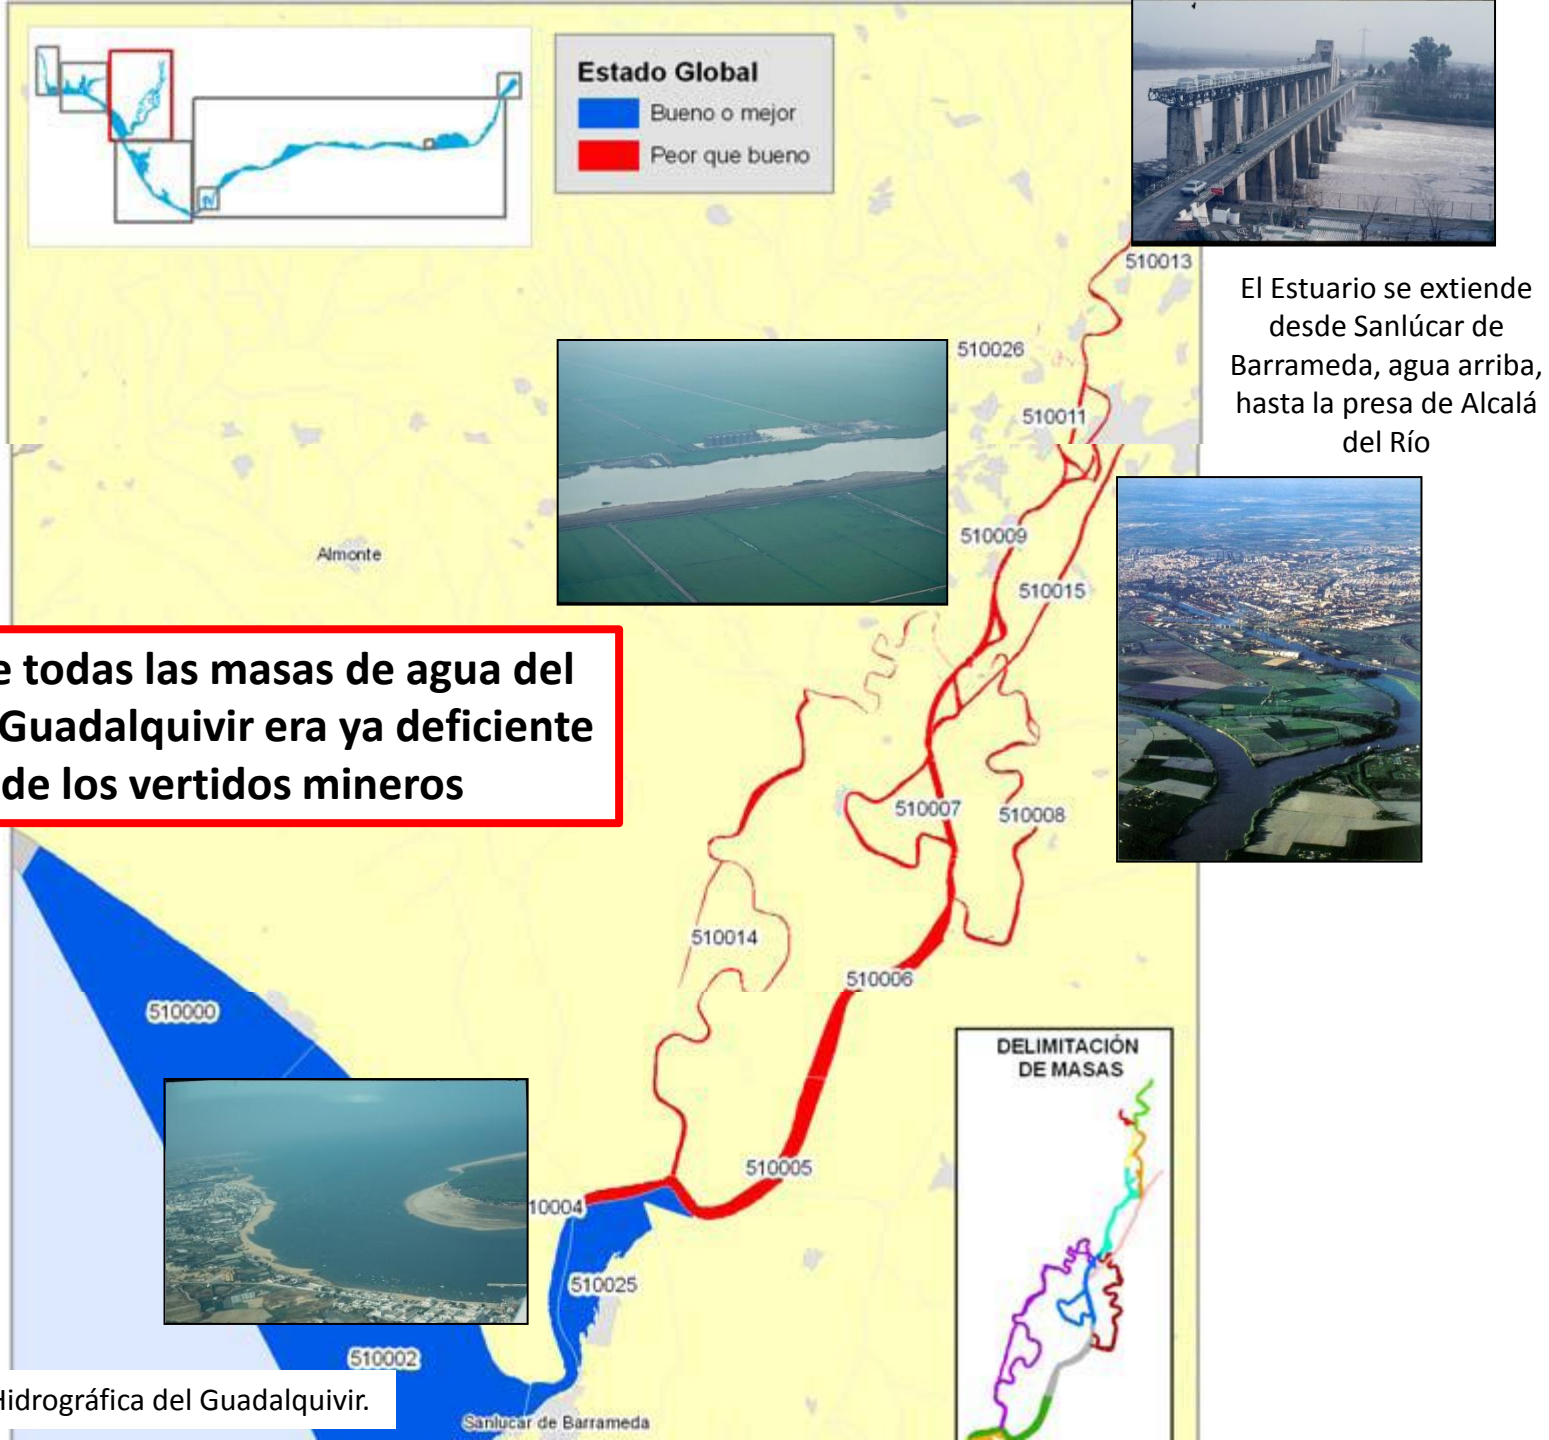 Estado Global
Bueno o mejor
Peor que bueno
510013
El Estuario se extiende
desde Sanlúcar de
Barrameda, agua arriba,
hasta la presa de Alcalá
del Río
510026
510011
510009
Almonte
510015
e todas las masas de agua del
Guadalquivir era ya deficiente
de los vertidos mineros
510007
510008
510014
510006
510000
DELIMITACIÓN
DE MASAS
510005
10004
510025
510002
Hidrográfica del Guadalquivir.
Sanlucar de Barrameda